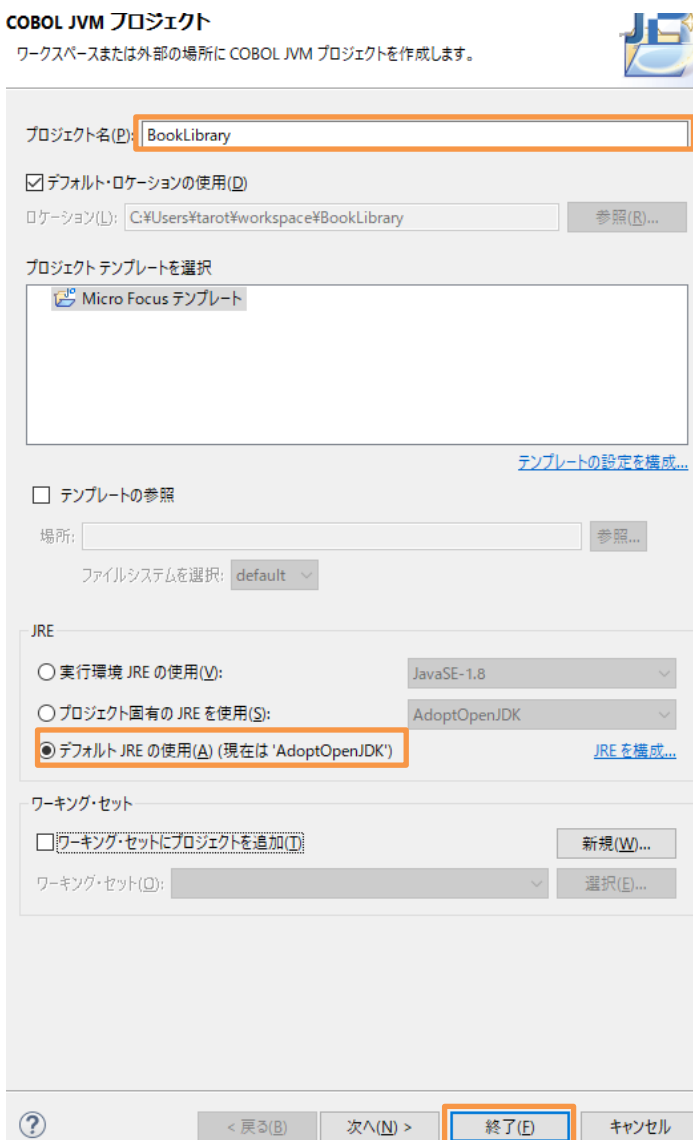 COBOL JVM プロジェクト
ワークスペースまたは外部の場所に COBOL JVM プロジェクトを作成します。
プロジェクト名(P): BookLibrary
デフォルト・ロケーションの使用(D)
ロケーション(L): C:¥Users¥tarot¥workspace¥BookLibrary 参照(R)...
プロジェクト テンプレートを選択
Micro Focus テンプレート
テンプレートの設定を構成...
テンプレートの参照
場所: 参照...
ファイルシステムを選択: default
JRE
実行環境 JRE の使用(V): JavaSE-1.8
プロジェクト固有の JRE を使用(S): AdoptOpenJDK
デフォルト JRE の使用(A) (現在は 'AdoptOpenJDK') JRE を構成...
ワーキング・セット
ワーキング・セットにプロジェクトを追加(T) 新規(W)...
ワーキング・セット(O): 選択(E)...
? < 戻る(B) 次へ(N) > 終了(F) キャンセル